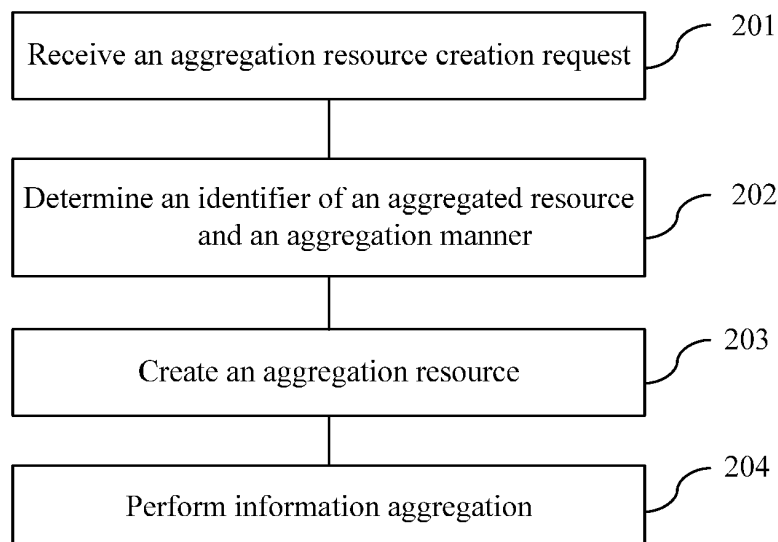 Receive an aggregation resource creation request
201
Determine an identifier of an aggregated resource
and an aggregation manner
202
Create an aggregation resource
203
Perform information aggregation
204